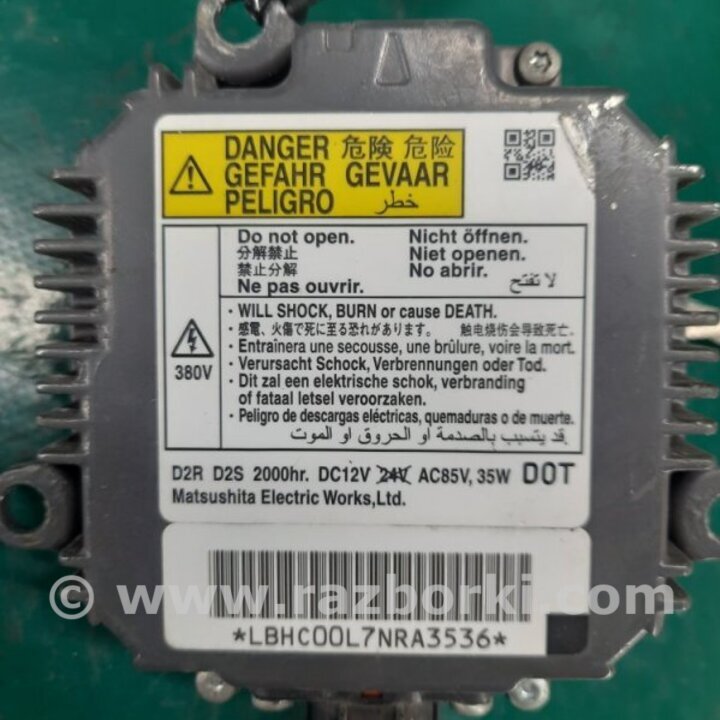 DANGER 危険 危险
GEFAHR GEVAAR
PELIGRO خطر
Do not open. Nicht öffnen.
分解禁止 Niet openen.
禁止分解 No abrir.
Ne pas ouvrir. لا تفتح
· WILL SHOCK, BURN or cause DEATH.
· 感電、火傷で死に至る恐れがあります。 触电烧伤会导致死亡.
· Entraînera une secousse, une brûlure, voire la mort.
· Verursacht Schock, Verbrennungen oder Tod.
· Dit zal een elektrische schok, verbranding
of fataal letsel veroorzaken.
· Peligro de descargas eléctricas, quemaduras o de muerte.
قد يتسبب بالصدمة أو الحروق او الموت.
380V
D2R D2S 2000hr. DC12V 24V AC85V, 35W DOT
Matsushita Electric Works,Ltd.
© www.razborki.com
*LBHC00L7NRA3536*